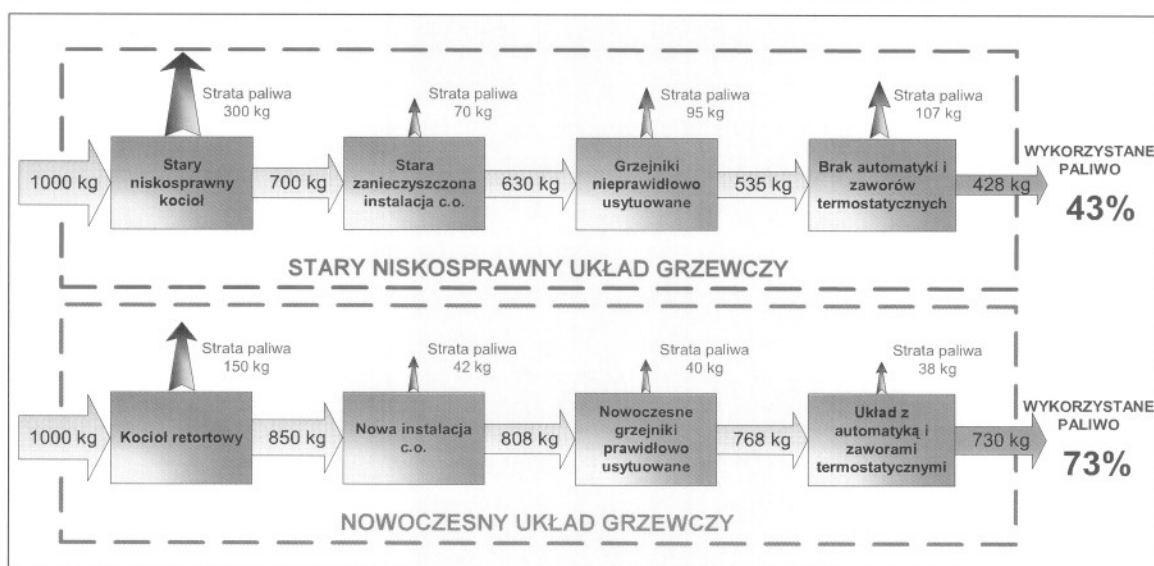 Strata paliwa
300 kg
Strata paliwa
70 kg
Strata paliwa
95 kg
Strata paliwa
107 kg
1000 kg
Stary
niskosprawny
kocioł
700 kg
Stara
zanieczyszczona
instalacja c.o.
630 kg
Grzejniki
nieprawidłowo
usytuowane
535 kg
Brak automatyki i
zaworów
termostatycznych
428 kg
WYKORZYSTANE
PALIWO
43%
STARY NISKOSPRAWNY UKŁAD GRZEWCZY
Strata paliwa
150 kg
Strata paliwa
42 kg
Strata paliwa
40 kg
Strata paliwa
38 kg
1000 kg
Kocioł retortowy
850 kg
Nowa instalacja
c.o.
808 kg
Nowoczesne
grzejniki
prawidłowo
usytuowane
768 kg
Układ z
automatyką i
zaworami
termostatycznymi
730 kg
WYKORZYSTANE
PALIWO
73%
NOWOCZESNY UKŁAD GRZEWCZY